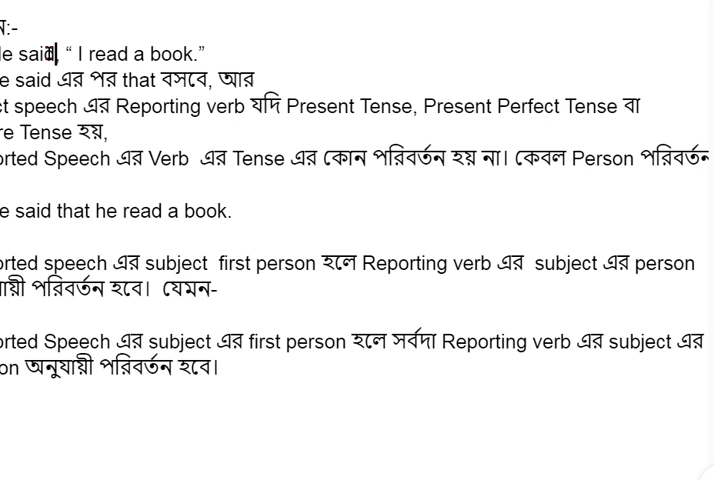 ন:-
le said, “ I read a book.”
e said এর পর that বসবে, আর
ct speech এর Reporting verb যদি Present Tense, Present Perfect Tense বা
re Tense হয়,
orted Speech এর Verb এর Tense এর কোন পরিবর্তন হয় না। কেবল Person পরিবর্তন
e said that he read a book.
orted speech এর subject first person হলে Reporting verb এর subject এর person
ায়ী পরিবর্তন হবে। যেমন-
orted Speech এর subject এর first person হলে সর্বদা Reporting verb এর subject এর
on অনুযায়ী পরিবর্তন হবে।